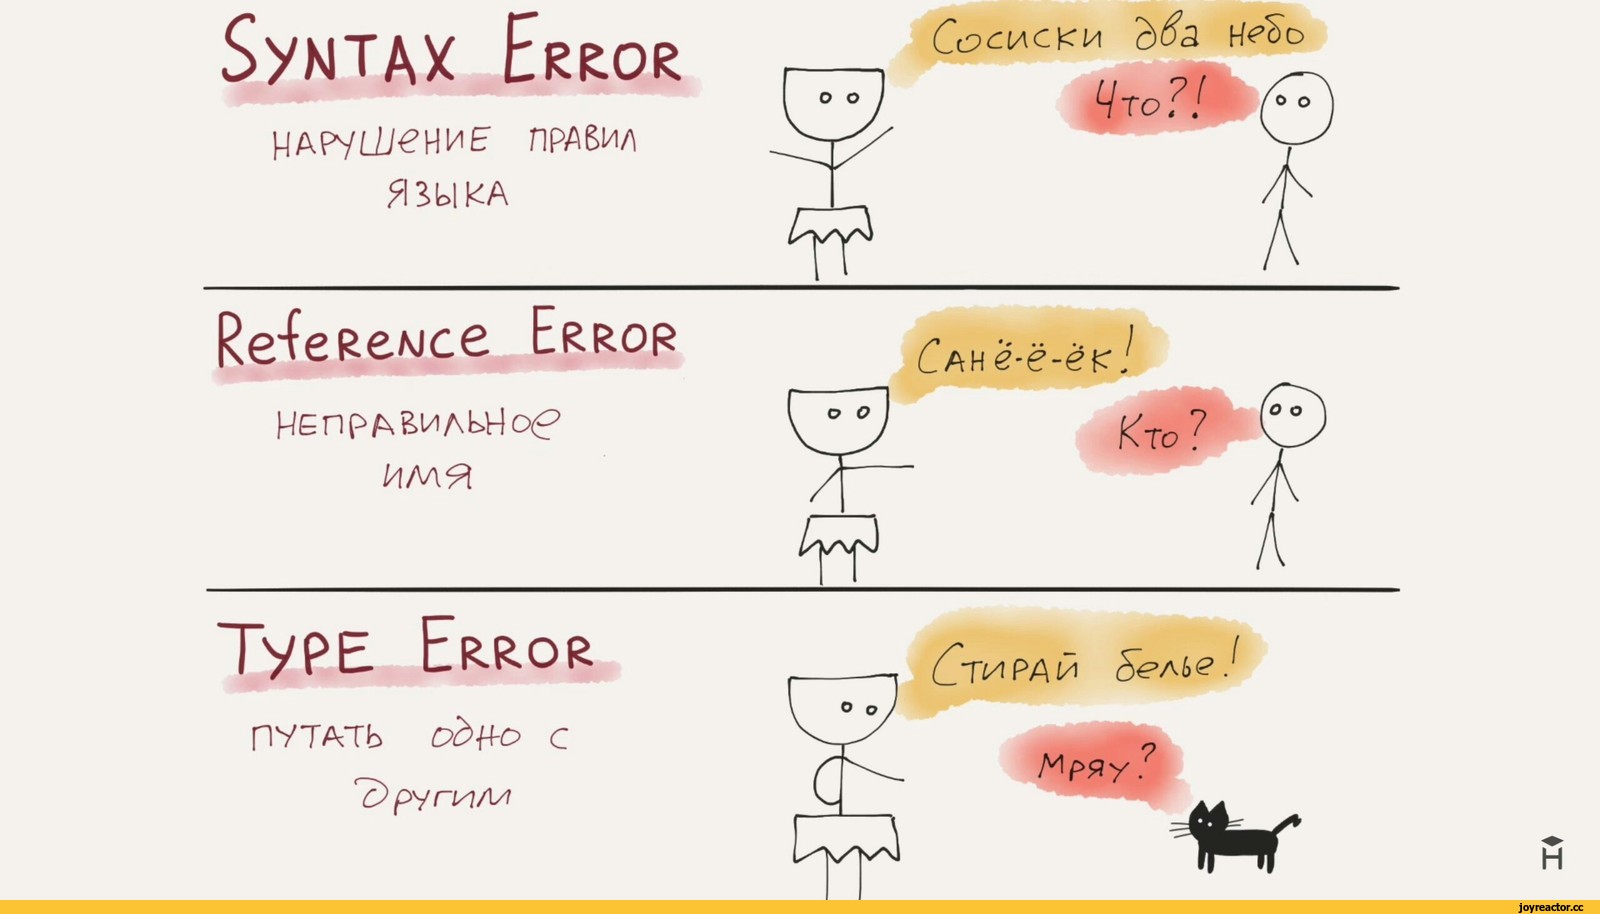 SYNTAX ERROR
НАРУШЕНИЕ ПРАВИЛ
ЯЗЫКА
Сосиски два небо
Что?!
Reference ERROR
НЕПРАВИЛЬНОЕ
ИМЯ
САНЁ-Ё-ЁК!
Кто?
TYPE ERROR
ПУТАТЬ ОДНО С
ДРУГИМ
СТИРАЙ белье!
Мряу?
H
joyreactor.cc